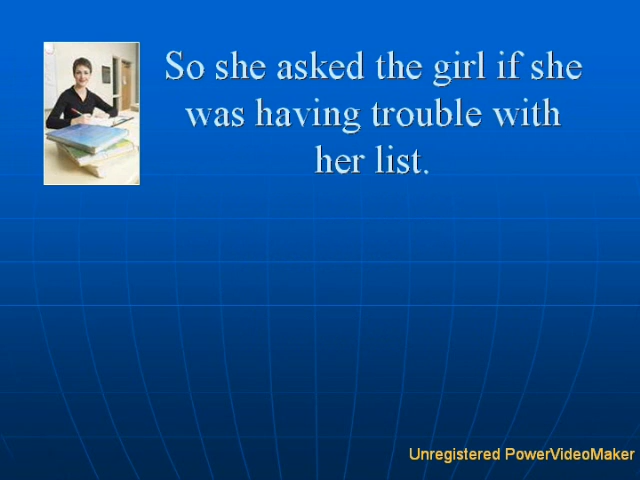 So she asked the girl if she
was having trouble with
her list.
Unregistered PowerVideoMaker